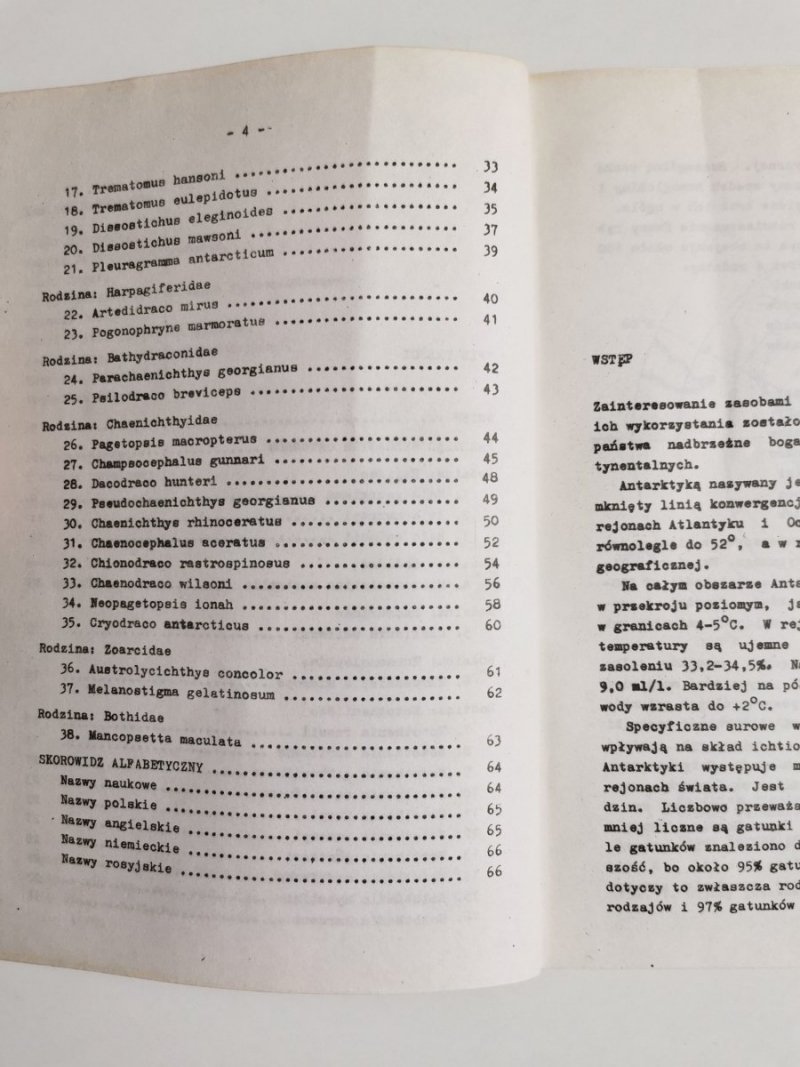 - 4 -
17. Trematomus hansoni .......................... 33
18. Trematomus eulepidotus ...................... 34
19. Dissostichus eleginoides .................... 35
20. Dissostichus mawsoni ........................ 37
21. Pleuragramma antarcticum .................... 39
Rodzina: Harpagiferidae
22. Artedidraco mirus ........................... 40
23. Pogonophryne marmoratus ..................... 41
Rodzina: Bathydraconidae
24. Parachaenichthys georgianus ................. 42
25. Psilodraco breviceps ........................ 43
Rodzina: Chaenichthyidae
26. Pagetopsis macropterus ...................... 44
27. Champsocephalus gunnari ..................... 45
28. Dacodraco hunteri ........................... 48
29. Pseudochaenichthys georgianus ............... 49
30. Chaenichthys rhinoceratus ................... 50
31. Chaenocephalus aceratus ..................... 52
32. Chionodraco rastrospinosus .................. 54
33. Chaenodraco wilsoni ......................... 56
34. Neopagetopsis ionah ......................... 58
35. Cryodraco antarcticus ....................... 60
Rodzina: Zoarcidae
36. Austrolycichthys concolor ................... 61
37. Melanostigma gelatinosum .................... 62
Rodzina: Bothidae
38. Mancopsetta maculata ........................ 63
SKOROWIDZ ALFABETYCZNY .......................... 64
Nazwy naukowe ................................... 64
Nazwy polskie ................................... 65
Nazwy angielskie ................................ 65
Nazwy niemieckie ................................ 66
Nazwy rosyjskie ................................. 66
WSTĘP
Zainteresowanie zasobami
ich wykorzystania zostało
państwa nadbrzeżne boga
tynentalnych.
Antarktyką nazywany je
mknięty linią konwergencj
rejonach Atlantyku i Oc
równolegle do 52°, a w r
geograficznej.
Na całym obszarze Anta
w przekroju poziomym, ja
w granicach 4-5°C. W rej
temperatury są ujemne
zasoleniu 33,2-34,5‰. Na
9,0 ml/l. Bardziej na pó
wody wzrasta do +2°C.
Specyficzne surowe w
wpływają na skład ichtio
Antarktyki występuje m
rejonach świata. Jest
dzin. Liczbowo przeważa
mniej liczne są gatunki
le gatunków znaleziono d
szość, bo około 95% gatu
dotyczy to zwłaszcza rod
rodzajów i 97% gatunków